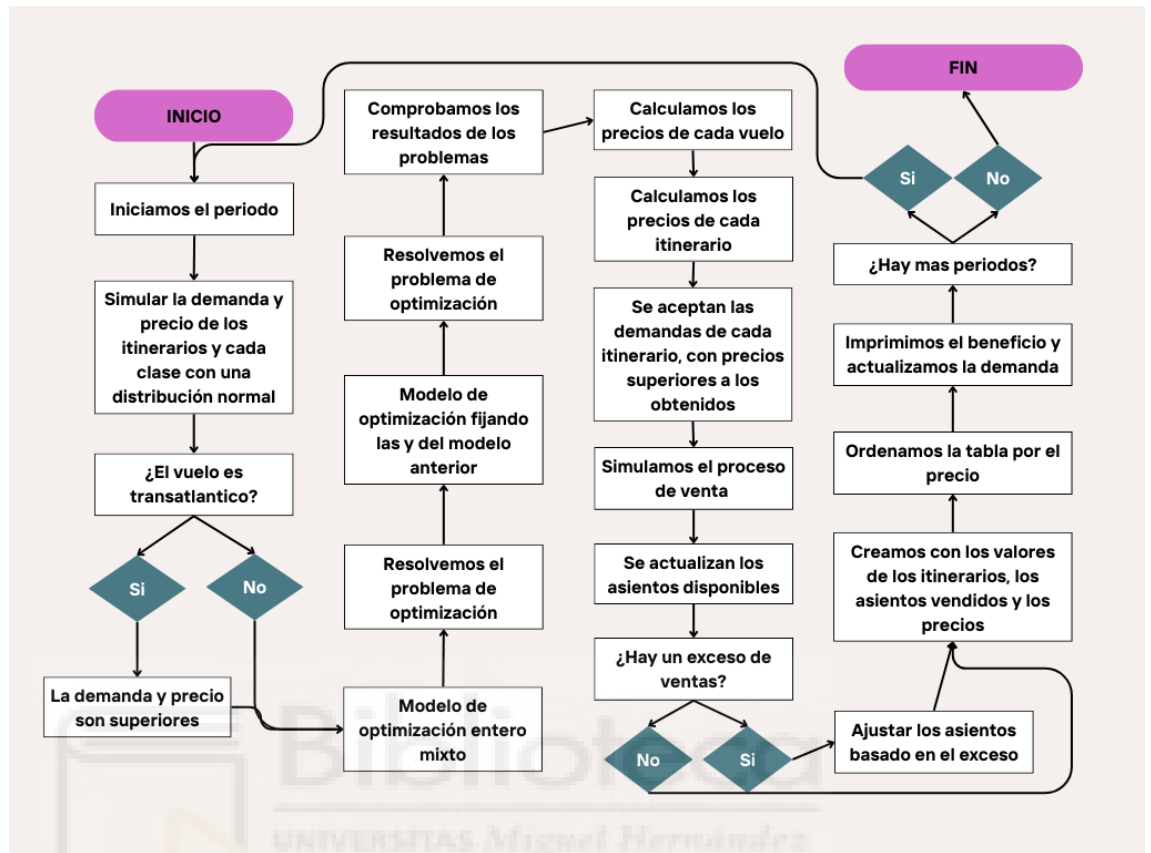 INICIO
Iniciamos el periodo
Simular la demanda y
precio de los
itinerarios y cada
clase con una
distribución normal
¿El vuelo es
transatlantico?
Si
No
La demanda y precio
son superiores
Modelo de
optimización entero
mixto
Resolvemos el
problema de
optimización
Modelo de
optimización fijando
las y del modelo
anterior
Resolvemos el
problema de
optimización
Comprobamos los
resultados de los
problemas
Calculamos los
precios de cada vuelo
Calculamos los
precios de cada
itinerario
Se aceptan las
demandas de cada
itinerario, con precios
superiores a los
obtenidos
Simulamos el proceso
de venta
Se actualizan los
asientos disponibles
¿Hay un exceso de
ventas?
No
Si
Ajustar los asientos
basado en el exceso
Creamos con los valores
de los itinerarios, los
asientos vendidos y los
precios
Ordenamos la tabla por el
precio
Imprimimos el beneficio y
actualizamos la demanda
¿Hay mas periodos?
Si
No
FIN
Biblioteca
UNIVERSITAS Miguel Hernández